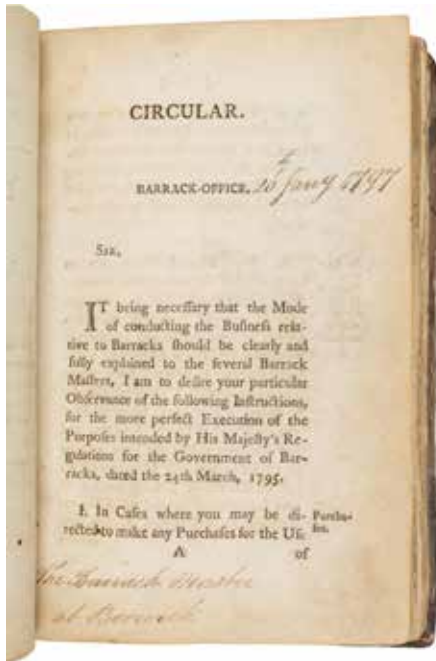 CIRCULAR.
BARRACK-OFFICE, 20th Jany 1797
SIR,
IT being neceſſary that the Mode
of conducting the Buſineſs rela-
tive to Barracks ſhould be clearly and
fully explained to the ſeveral Barrack
Maſters, I am to deſire your particular
Obſervance of the following Inſtructions,
for the more perfect Execution of the
Purpoſes intended by His Majeſty's Re-
gulations for the Government of Bar-
racks, dated the 24th March, 1795.
I. In Caſes where you may be di-
rected to make any Purchaſes for the Uſe
Purcha-
ſes.
A of
The Barrack Master
at Berwick